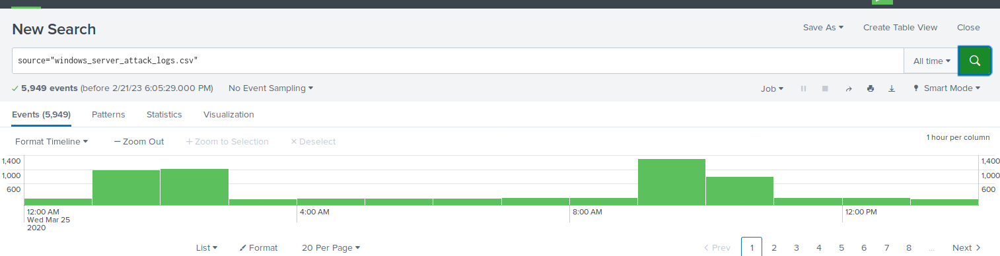 New Search
Save As Create Table View Close
source="windows_server_attack_logs.csv" All time
5,949 events (before 2/21/23 6:05:29.000 PM) No Event Sampling Job Smart Mode
Events (5,949) Patterns Statistics Visualization
Format Timeline — Zoom Out + Zoom to Selection × Deselect
1 hour per column
1,400 1,400
1,000 1,000
600 600
12:00 AM 4:00 AM 8:00 AM 12:00 PM
Wed Mar 25
2020
List Format 20 Per Page < Prev 1 2 3 4 5 6 7 8 ... Next >